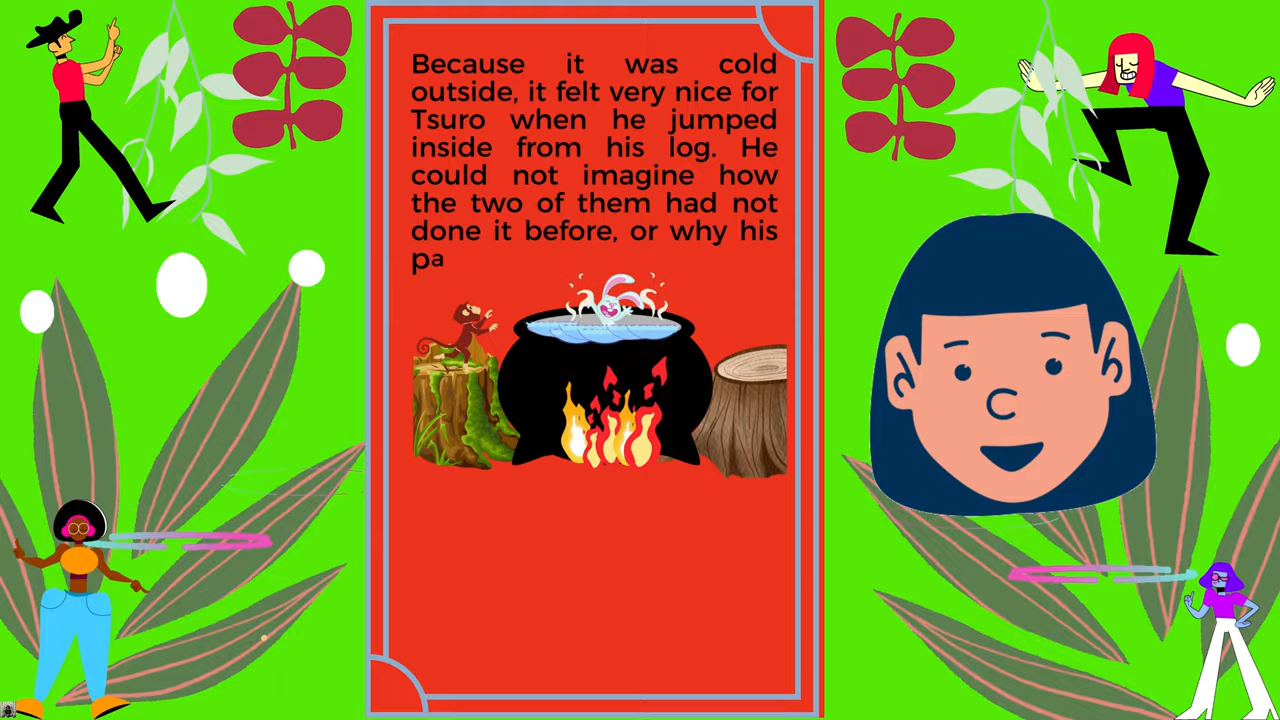 Because it was cold
outside, it felt very nice for
Tsuro when he jumped
inside from his log. He
could not imagine how
the two of them had not
done it before, or why his
pa